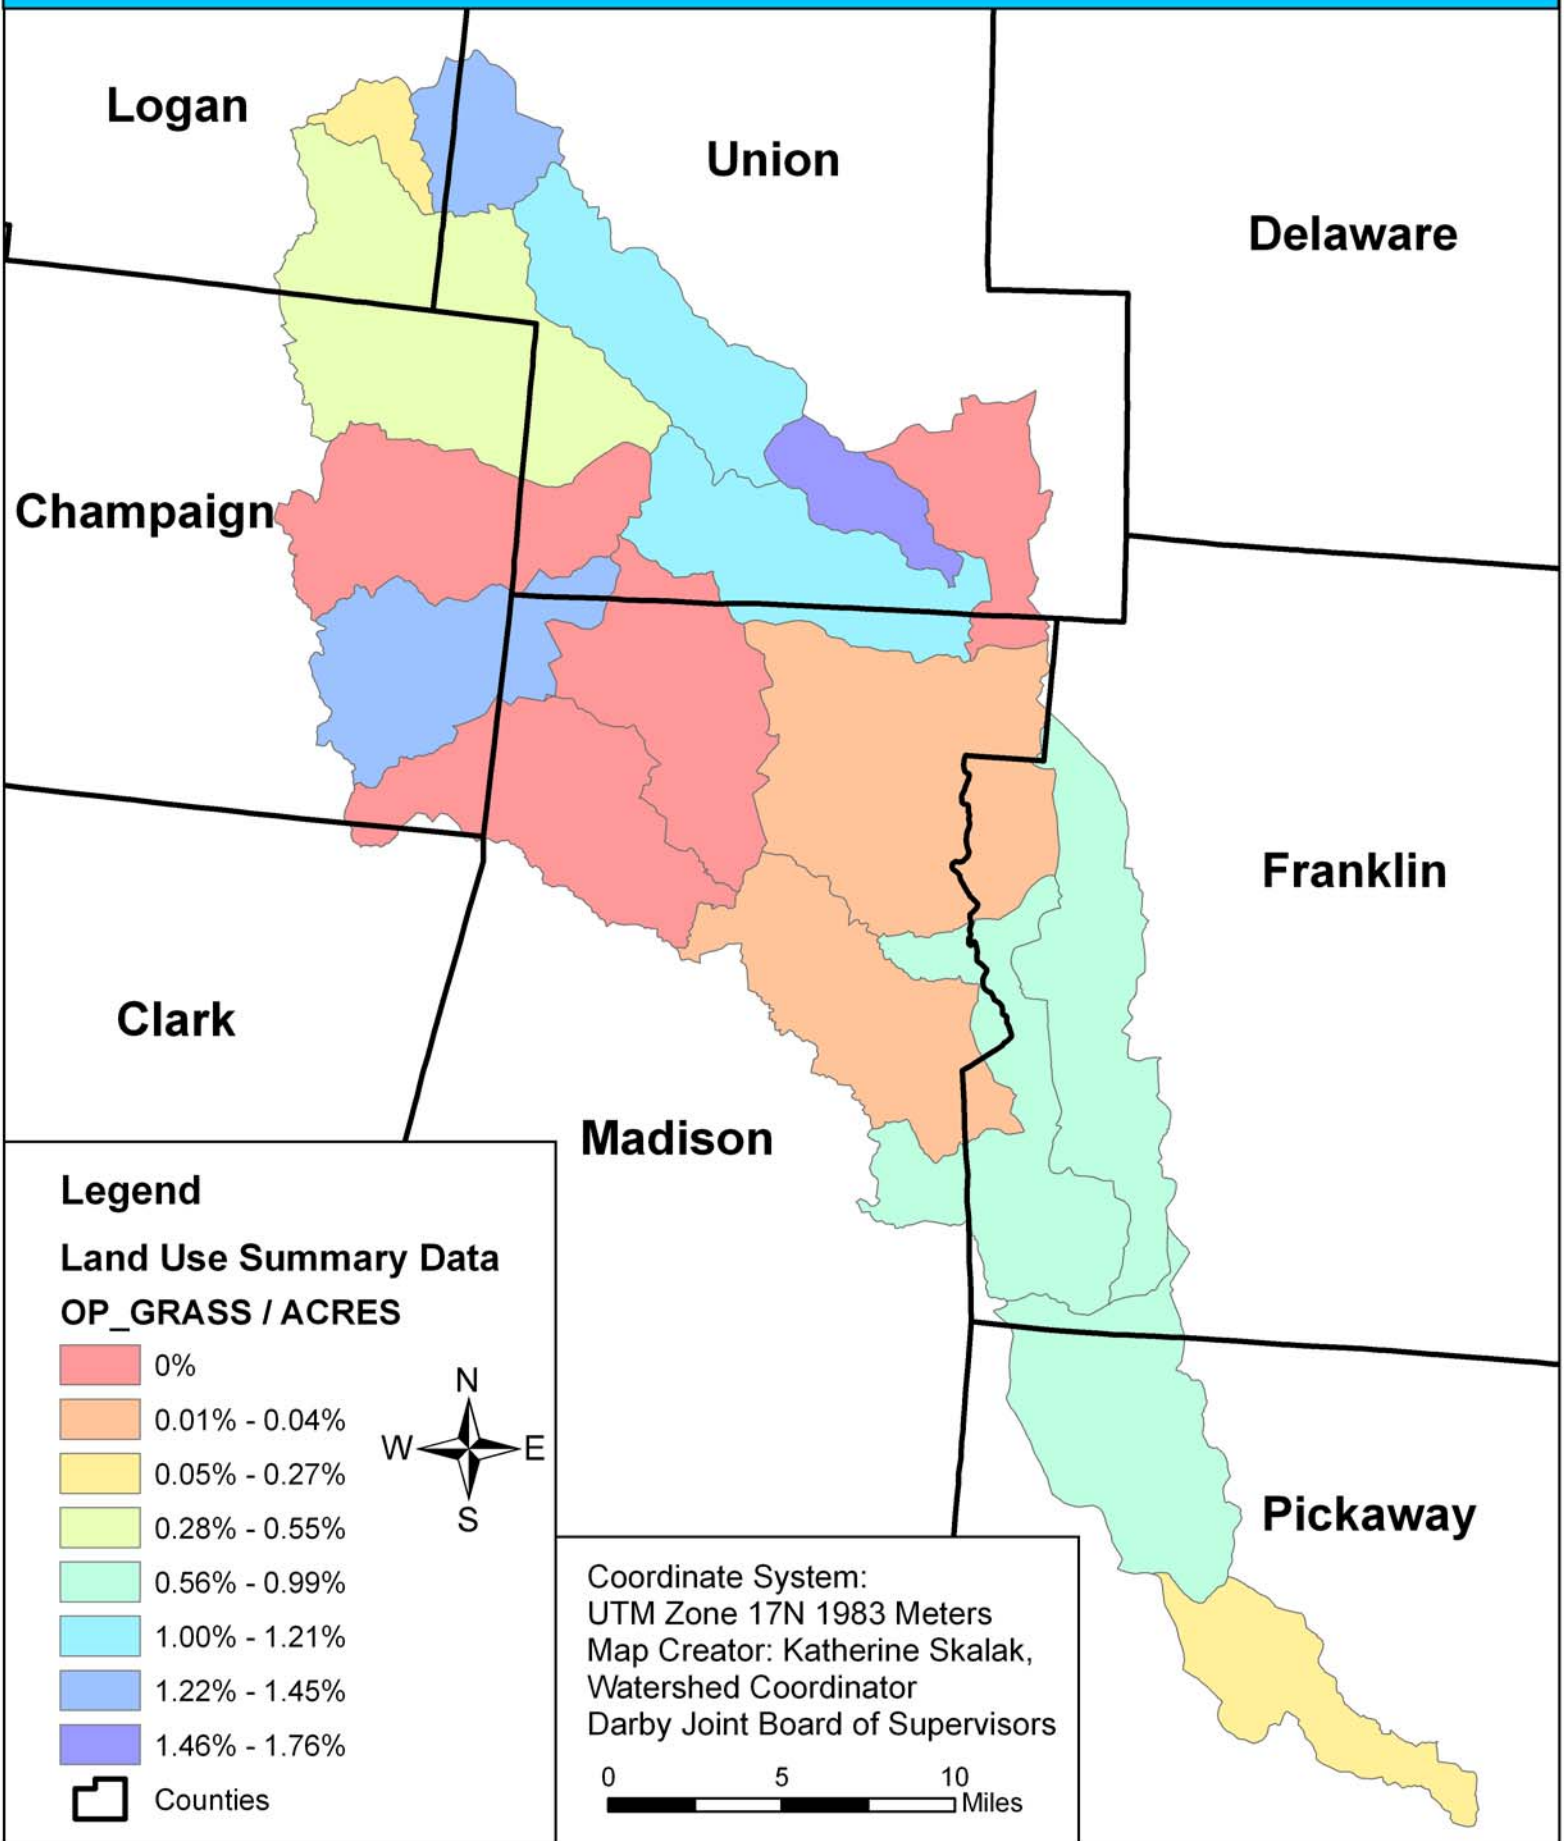 Logan
Union
Delaware
Champaign
Franklin
Clark
Madison
Pickaway
Legend
Land Use Summary Data
OP_GRASS / ACRES
0%
0.01% - 0.04%
0.05% - 0.27%
0.28% - 0.55%
0.56% - 0.99%
1.00% - 1.21%
1.22% - 1.45%
1.46% - 1.76%
Counties
N
W E
S
Coordinate System:
UTM Zone 17N 1983 Meters
Map Creator: Katherine Skalak,
Watershed Coordinator
Darby Joint Board of Supervisors
0 5 10
Miles